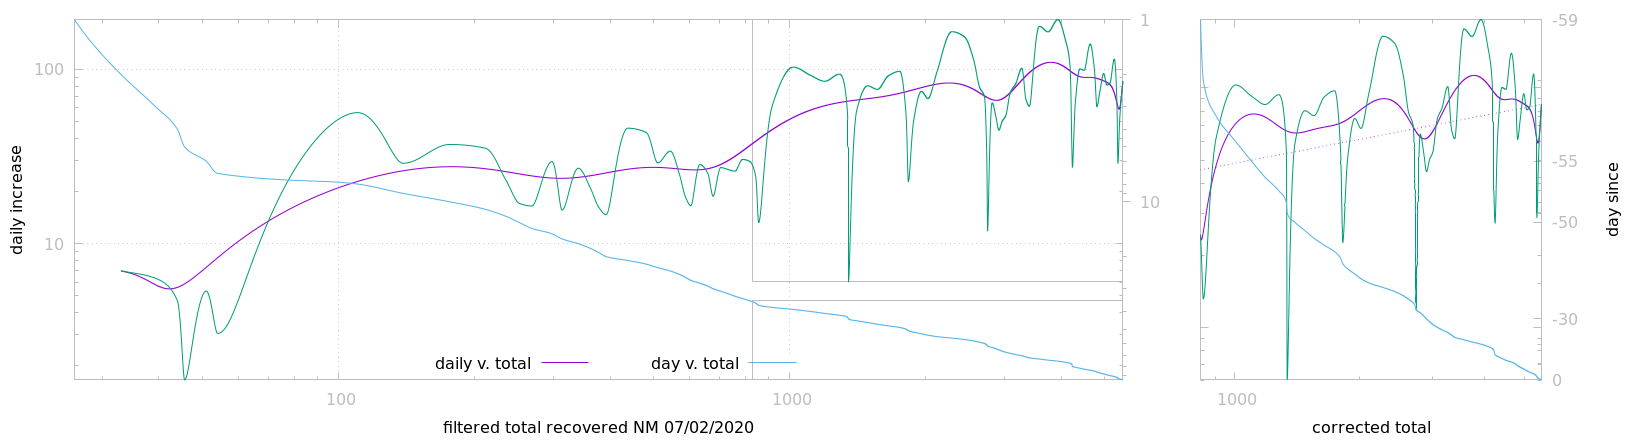 daily increase
100
10
100
1000
filtered total recovered NM 07/02/2020
daily v. total
day v. total
1
10
1000
corrected total
-59
-55
-50
-30
0
day since